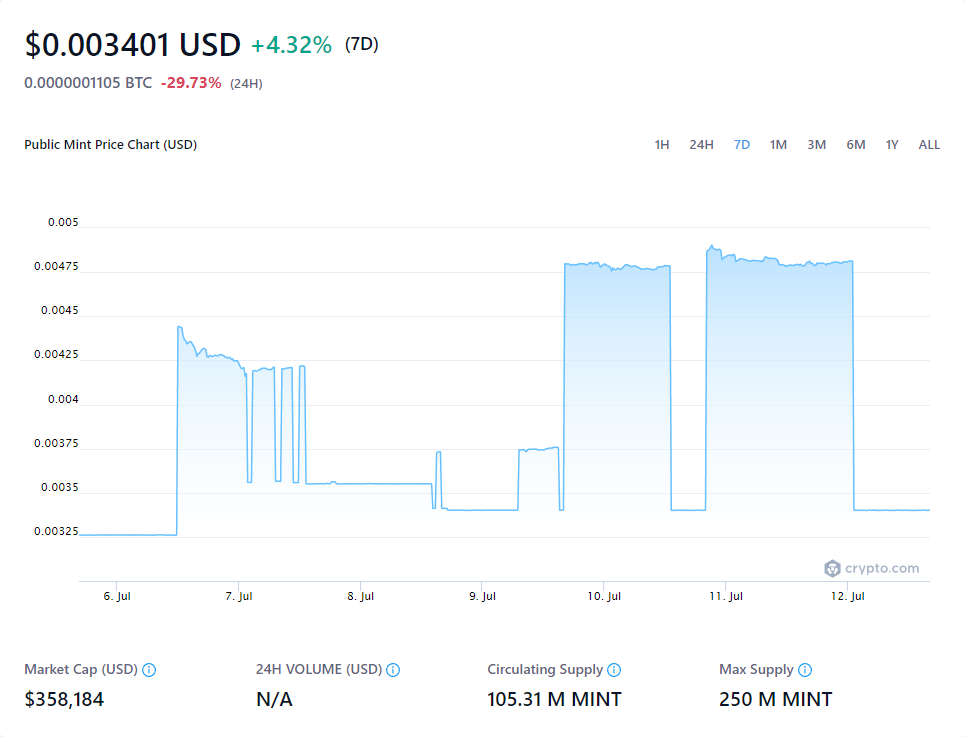 $0.003401 USD +4.32% (7D)
0.0000001105 BTC -29.73% (24H)
Public Mint Price Chart (USD) 1H 24H 7D 1M 3M 6M 1Y ALL
0.005
0.00475
0.0045
0.00425
0.004
0.00375
0.0035
0.00325
crypto.com
6. Jul 7. Jul 8. Jul 9. Jul 10. Jul 11. Jul 12. Jul
Market Cap (USD) 24H VOLUME (USD) Circulating Supply Max Supply
$358,184 N/A 105.31 M MINT 250 M MINT